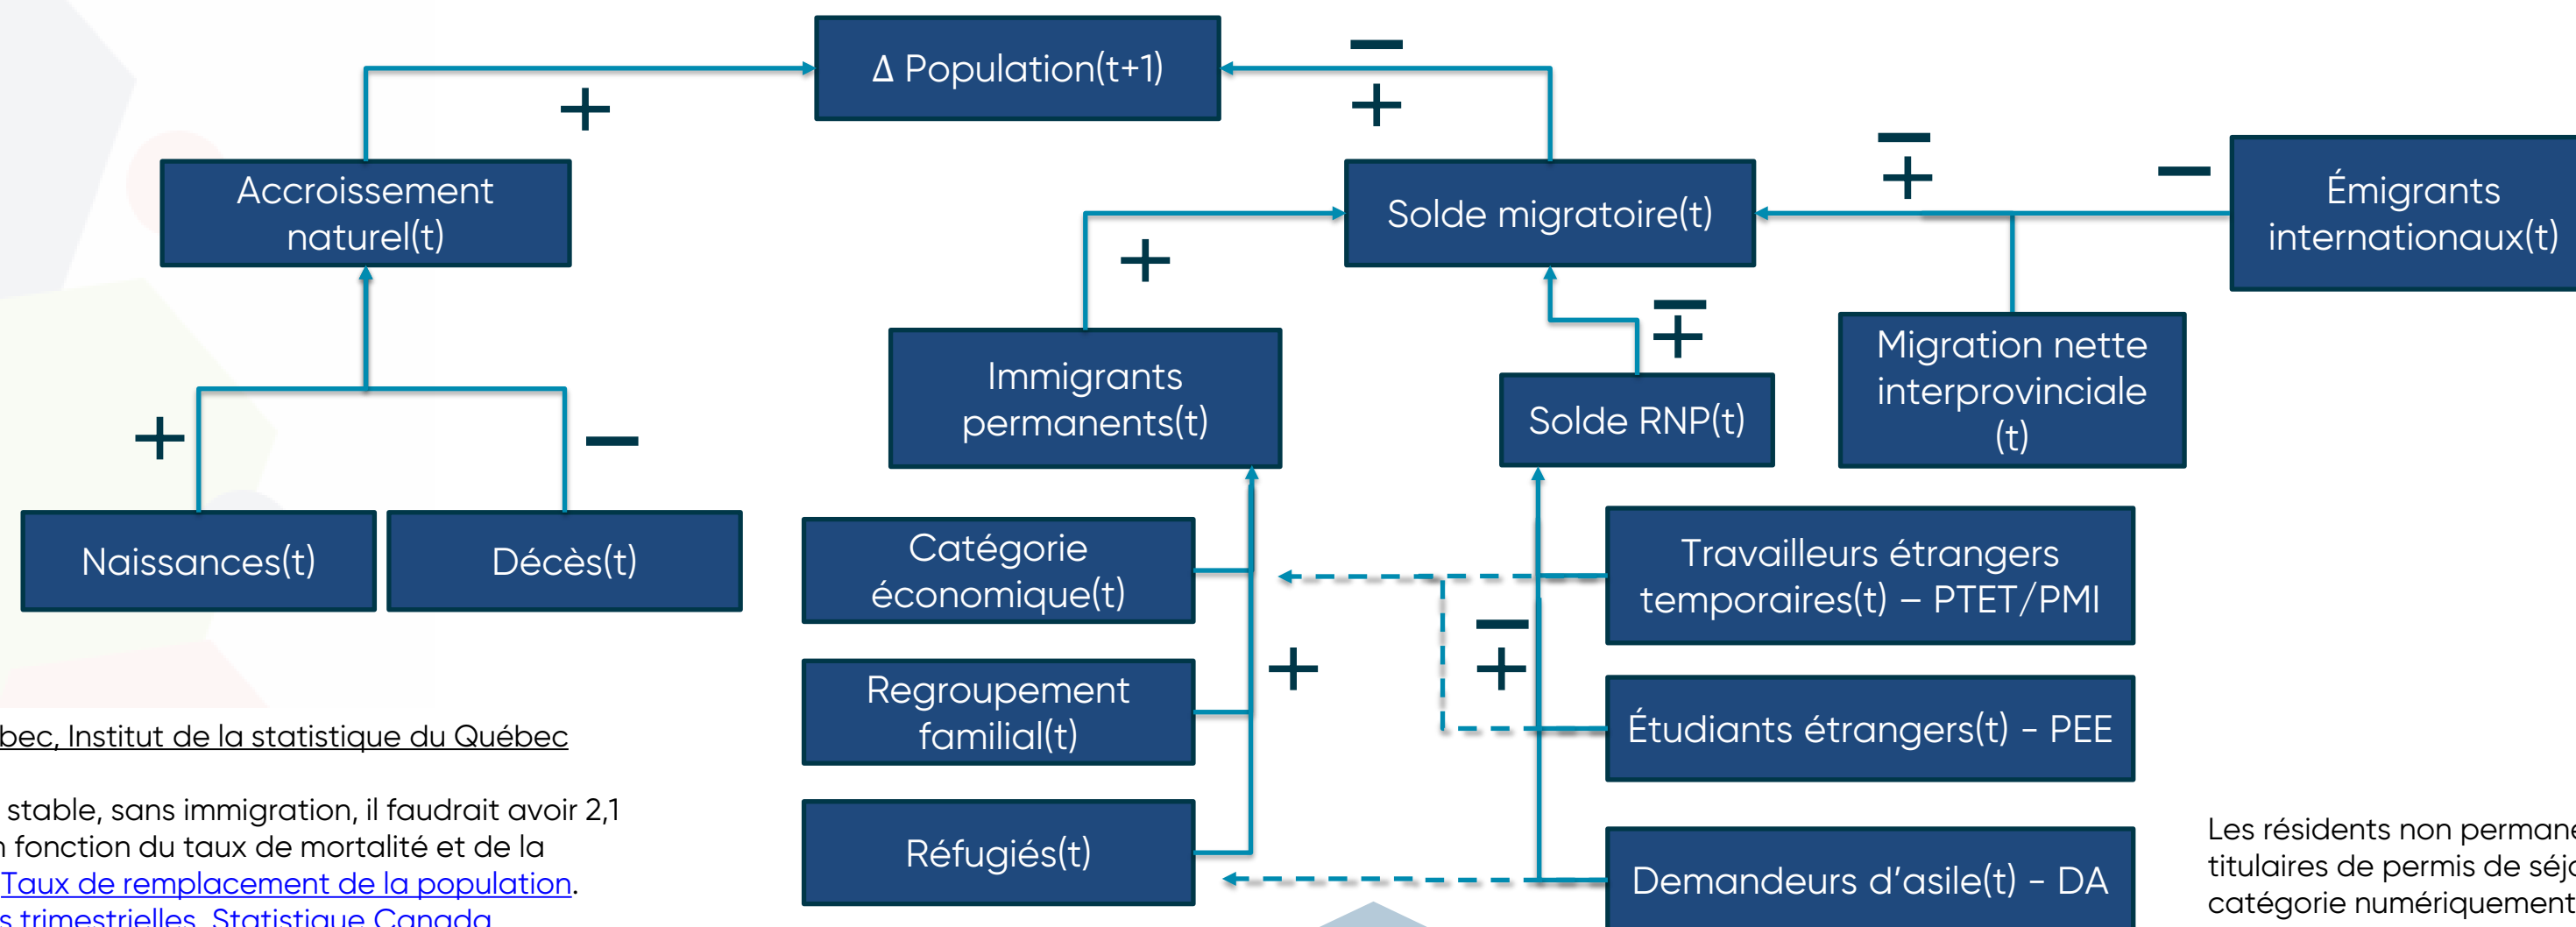 Δ Population(t+1)
−
+
+
Accroissement
naturel(t)
Solde migratoire(t)
−
+
−
Émigrants
internationaux(t)
+
Immigrants
permanents(t)
−
+
Solde RNP(t)
Migration nette
interprovinciale
(t)
+
−
Naissances(t)
Décès(t)
Catégorie
économique(t)
Regroupement
familial(t)
Réfugiés(t)
+
−
+
Travailleurs étrangers
temporaires(t) – PTET/PMI
Étudiants étrangers(t) - PEE
Demandeurs d’asile(t) - DA
Institut de la statistique du Québec
stable, sans immigration, il faudrait avoir 2,1
fonction du taux de mortalité et de la
Taux de remplacement de la population.
trimestrielles, Statistique Canada
Les résidents non
titulaires de permis de
catégorie numériquement